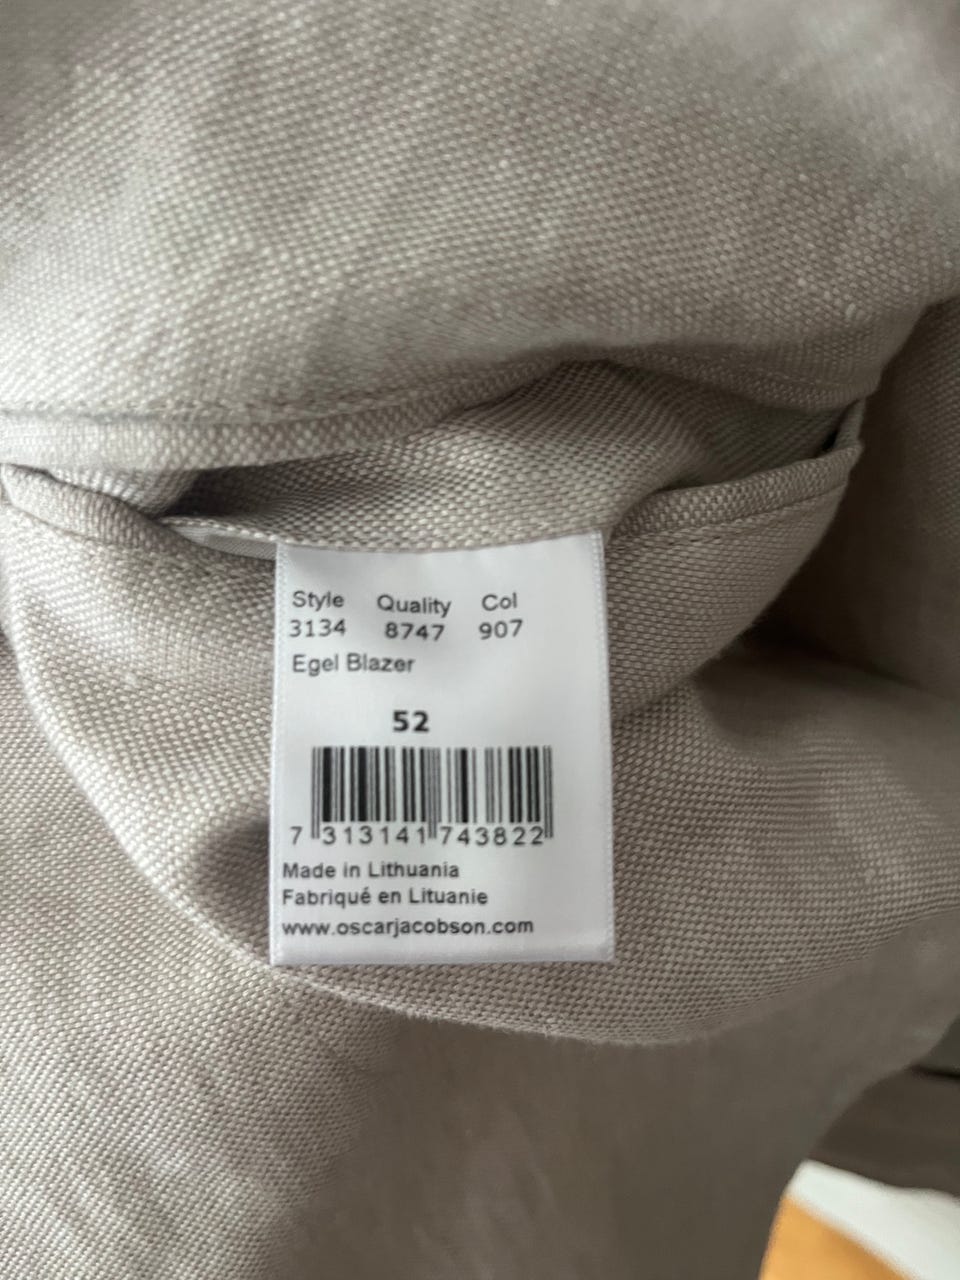 Style Quality Col
3134 8747 907
Egel Blazer
52
7 313141 743822
Made in Lithuania
Fabriqué en Lituanie
www.oscarjacobson.com